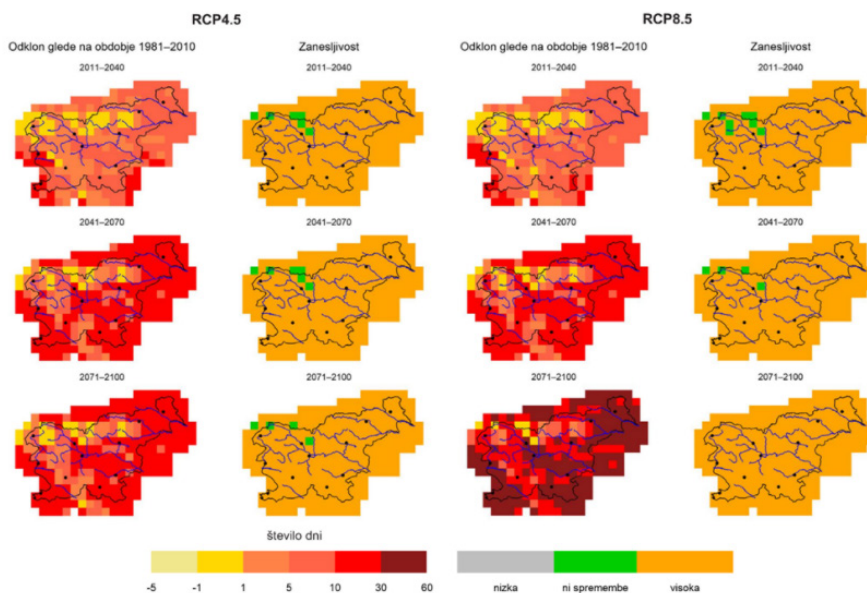 RCP4.5 RCP8.5
Odklon glede na obdobje 1981–2010 Zanesljivost Odklon glede na obdobje 1981–2010 Zanesljivost
2011–2040 2011–2040 2011–2040 2011–2040
2041–2070 2041–2070 2041–2070 2041–2070
2071–2100 2071–2100 2071–2100 2071–2100
število dni
-5 -1 1 5 10 30 60 nizka ni spremembe visoka